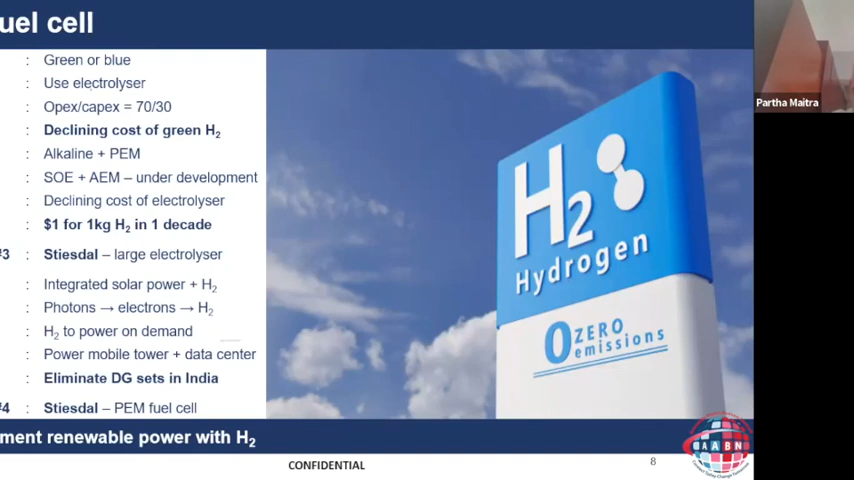 uel cell
: Green or blue
: Use electrolyser
: Opex/capex = 70/30
: Declining cost of green H₂
: Alkaline + PEM
: SOE + AEM – under development
: Declining cost of electrolyser
: $1 for 1kg H₂ in 1 decade
#3 : Stiesdal – large electrolyser
: Integrated solar power + H₂
: Photons → electrons → H₂
: H₂ to power on demand
: Power mobile tower + data center
: Eliminate DG sets in India
#4 : Stiesdal – PEM fuel cell
ment renewable power with H₂
H₂
Hydrogen
0 ZERO
emissions
CONFIDENTIAL
8
AABN
Partha Maitra